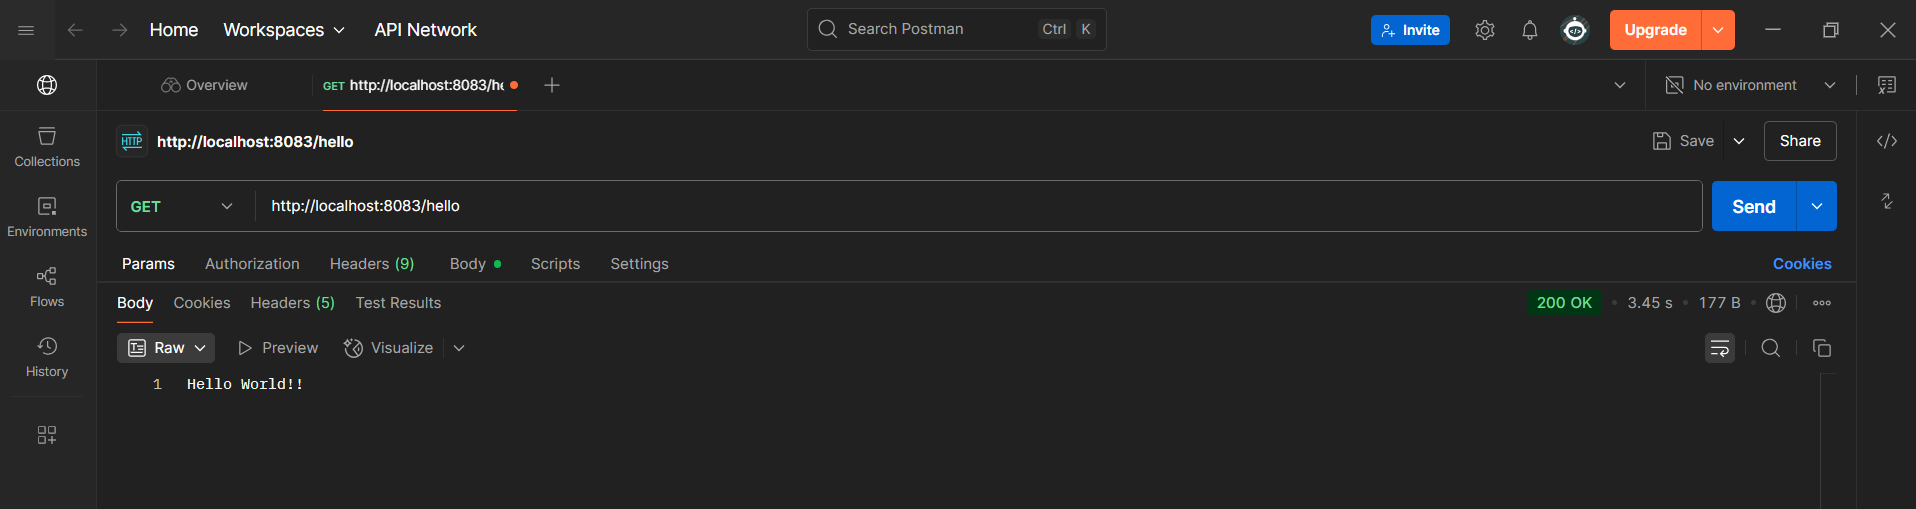 Home Workspaces API Network Search Postman Ctrl K Invite Upgrade
Overview GET http://localhost:8083/he No environment
HTTP http://localhost:8083/hello Save Share
Collections
GET http://localhost:8083/hello Send
Environments
Params Authorization Headers (9) Body Scripts Settings Cookies
Flows
Body Cookies Headers (5) Test Results 200 OK • 3.45 s • 177 B •
Raw Preview Visualize
History
1 Hello World!!